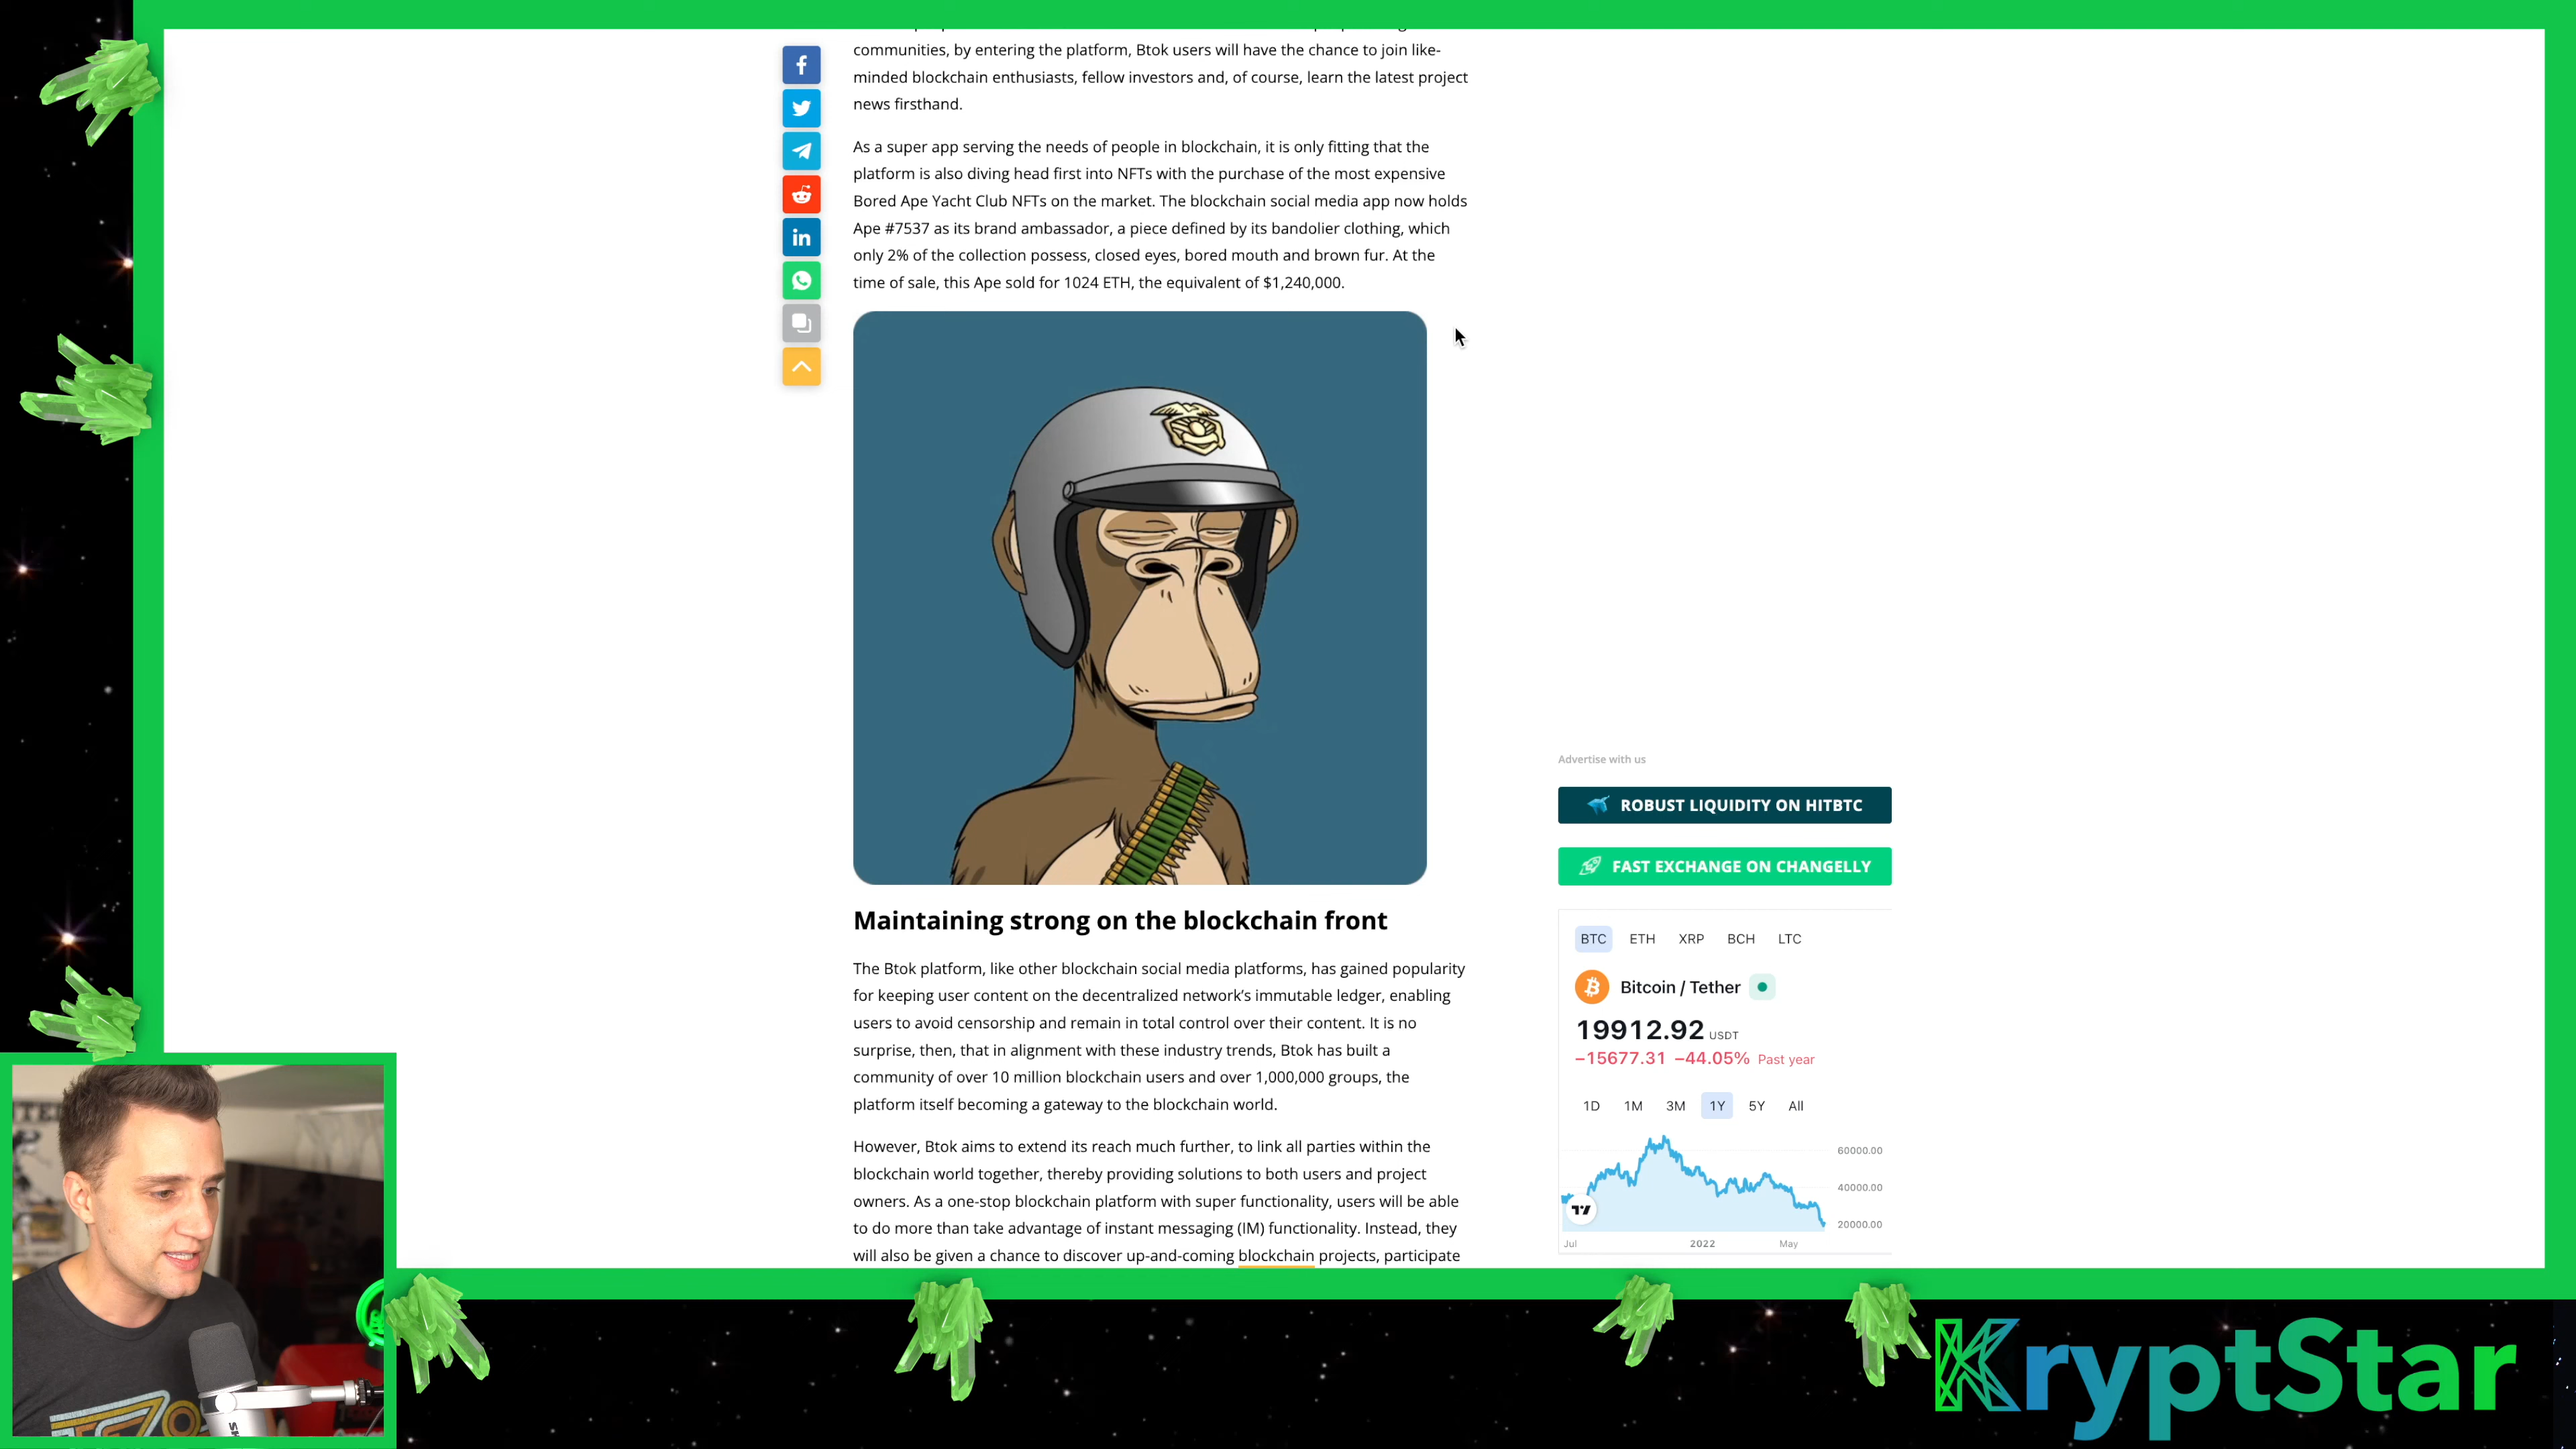 communities, by entering the platform, Btok users will have the chance to join like-
minded blockchain enthusiasts, fellow investors and, of course, learn the latest project
news firsthand.
As a super app serving the needs of people in blockchain, it is only fitting that the
platform is also diving head first into NFTs with the purchase of the most expensive
Bored Ape Yacht Club NFTs on the market. The blockchain social media app now holds
Ape #7537 as its brand ambassador, a piece defined by its bandolier clothing, which
only 2% of the collection possess, closed eyes, bored mouth and brown fur. At the
time of sale, this Ape sold for 1024 ETH, the equivalent of $1,240,000.
Maintaining strong on the blockchain front
The Btok platform, like other blockchain social media platforms, has gained popularity
for keeping user content on the decentralized network’s immutable ledger, enabling
users to avoid censorship and remain in total control over their content. It is no
surprise, then, that in alignment with these industry trends, Btok has built a
community of over 10 million blockchain users and over 1,000,000 groups, the
platform itself becoming a gateway to the blockchain world.
However, Btok aims to extend its reach much further, to link all parties within the
blockchain world together, thereby providing solutions to both users and project
owners. As a one-stop blockchain platform with super functionality, users will be able
to do more than take advantage of instant messaging (IM) functionality. Instead, they
will also be given a chance to discover up-and-coming blockchain projects, participate
Advertise with us
ROBUST LIQUIDITY ON HITBTC
FAST EXCHANGE ON CHANGELLY
BTC ETH XRP BCH LTC
Bitcoin / Tether
19912.92 USDT
−15677.31 −44.05% Past year
1D 1M 3M 1Y 5Y All
60000.00
40000.00
20000.00
Jul 2022 May
KryptStar